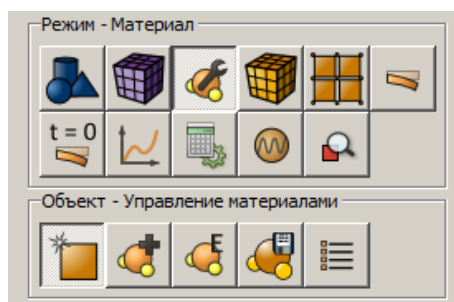 Режим - Материал
t = 0
Объект - Управление материалами
E